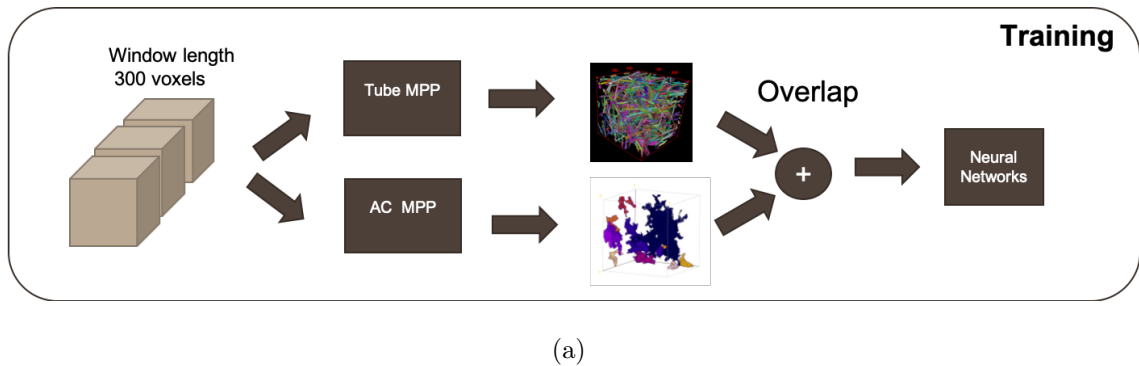 Training
Window length
300 voxels
Tube MPP
Overlap
+
Neural
Networks
AC MPP
(a)